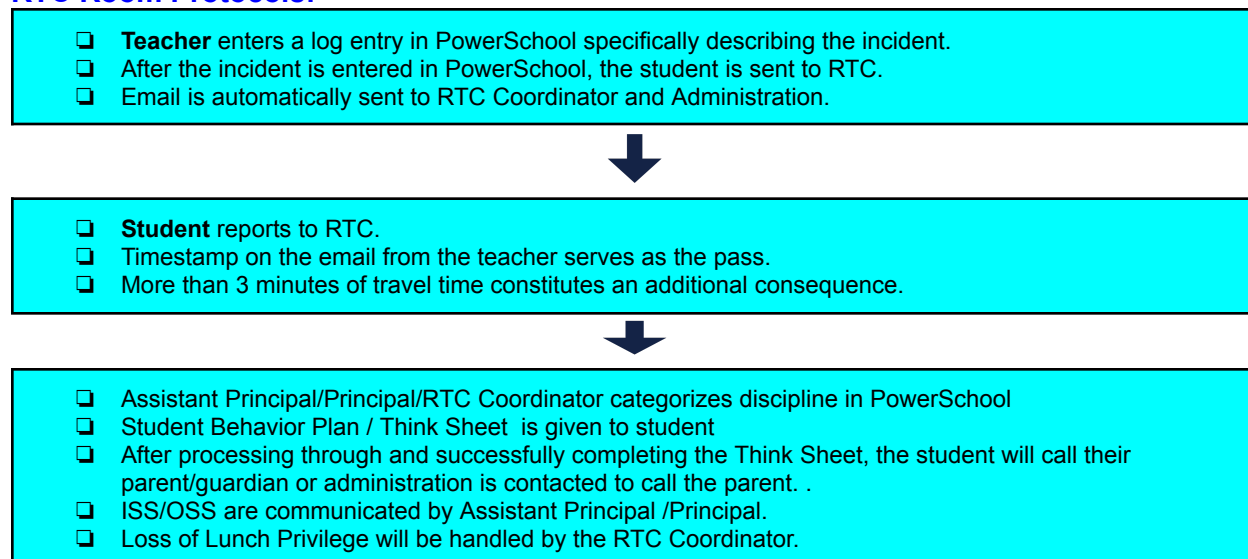 RTC Room Protocols:
❏ Teacher enters a log entry in PowerSchool specifically describing the incident.
❏ After the incident is entered in PowerSchool, the student is sent to RTC.
❏ Email is automatically sent to RTC Coordinator and Administration.
❏ Student reports to RTC.
❏ Timestamp on the email from the teacher serves as the pass.
❏ More than 3 minutes of travel time constitutes an additional consequence.
❏ Assistant Principal/Principal/RTC Coordinator categorizes discipline in PowerSchool
❏ Student Behavior Plan / Think Sheet is given to student
❏ After processing through and successfully completing the Think Sheet, the student will call their
parent/guardian or administration is contacted to call the parent. .
❏ ISS/OSS are communicated by Assistant Principal /Principal.
❏ Loss of Lunch Privilege will be handled by the RTC Coordinator.